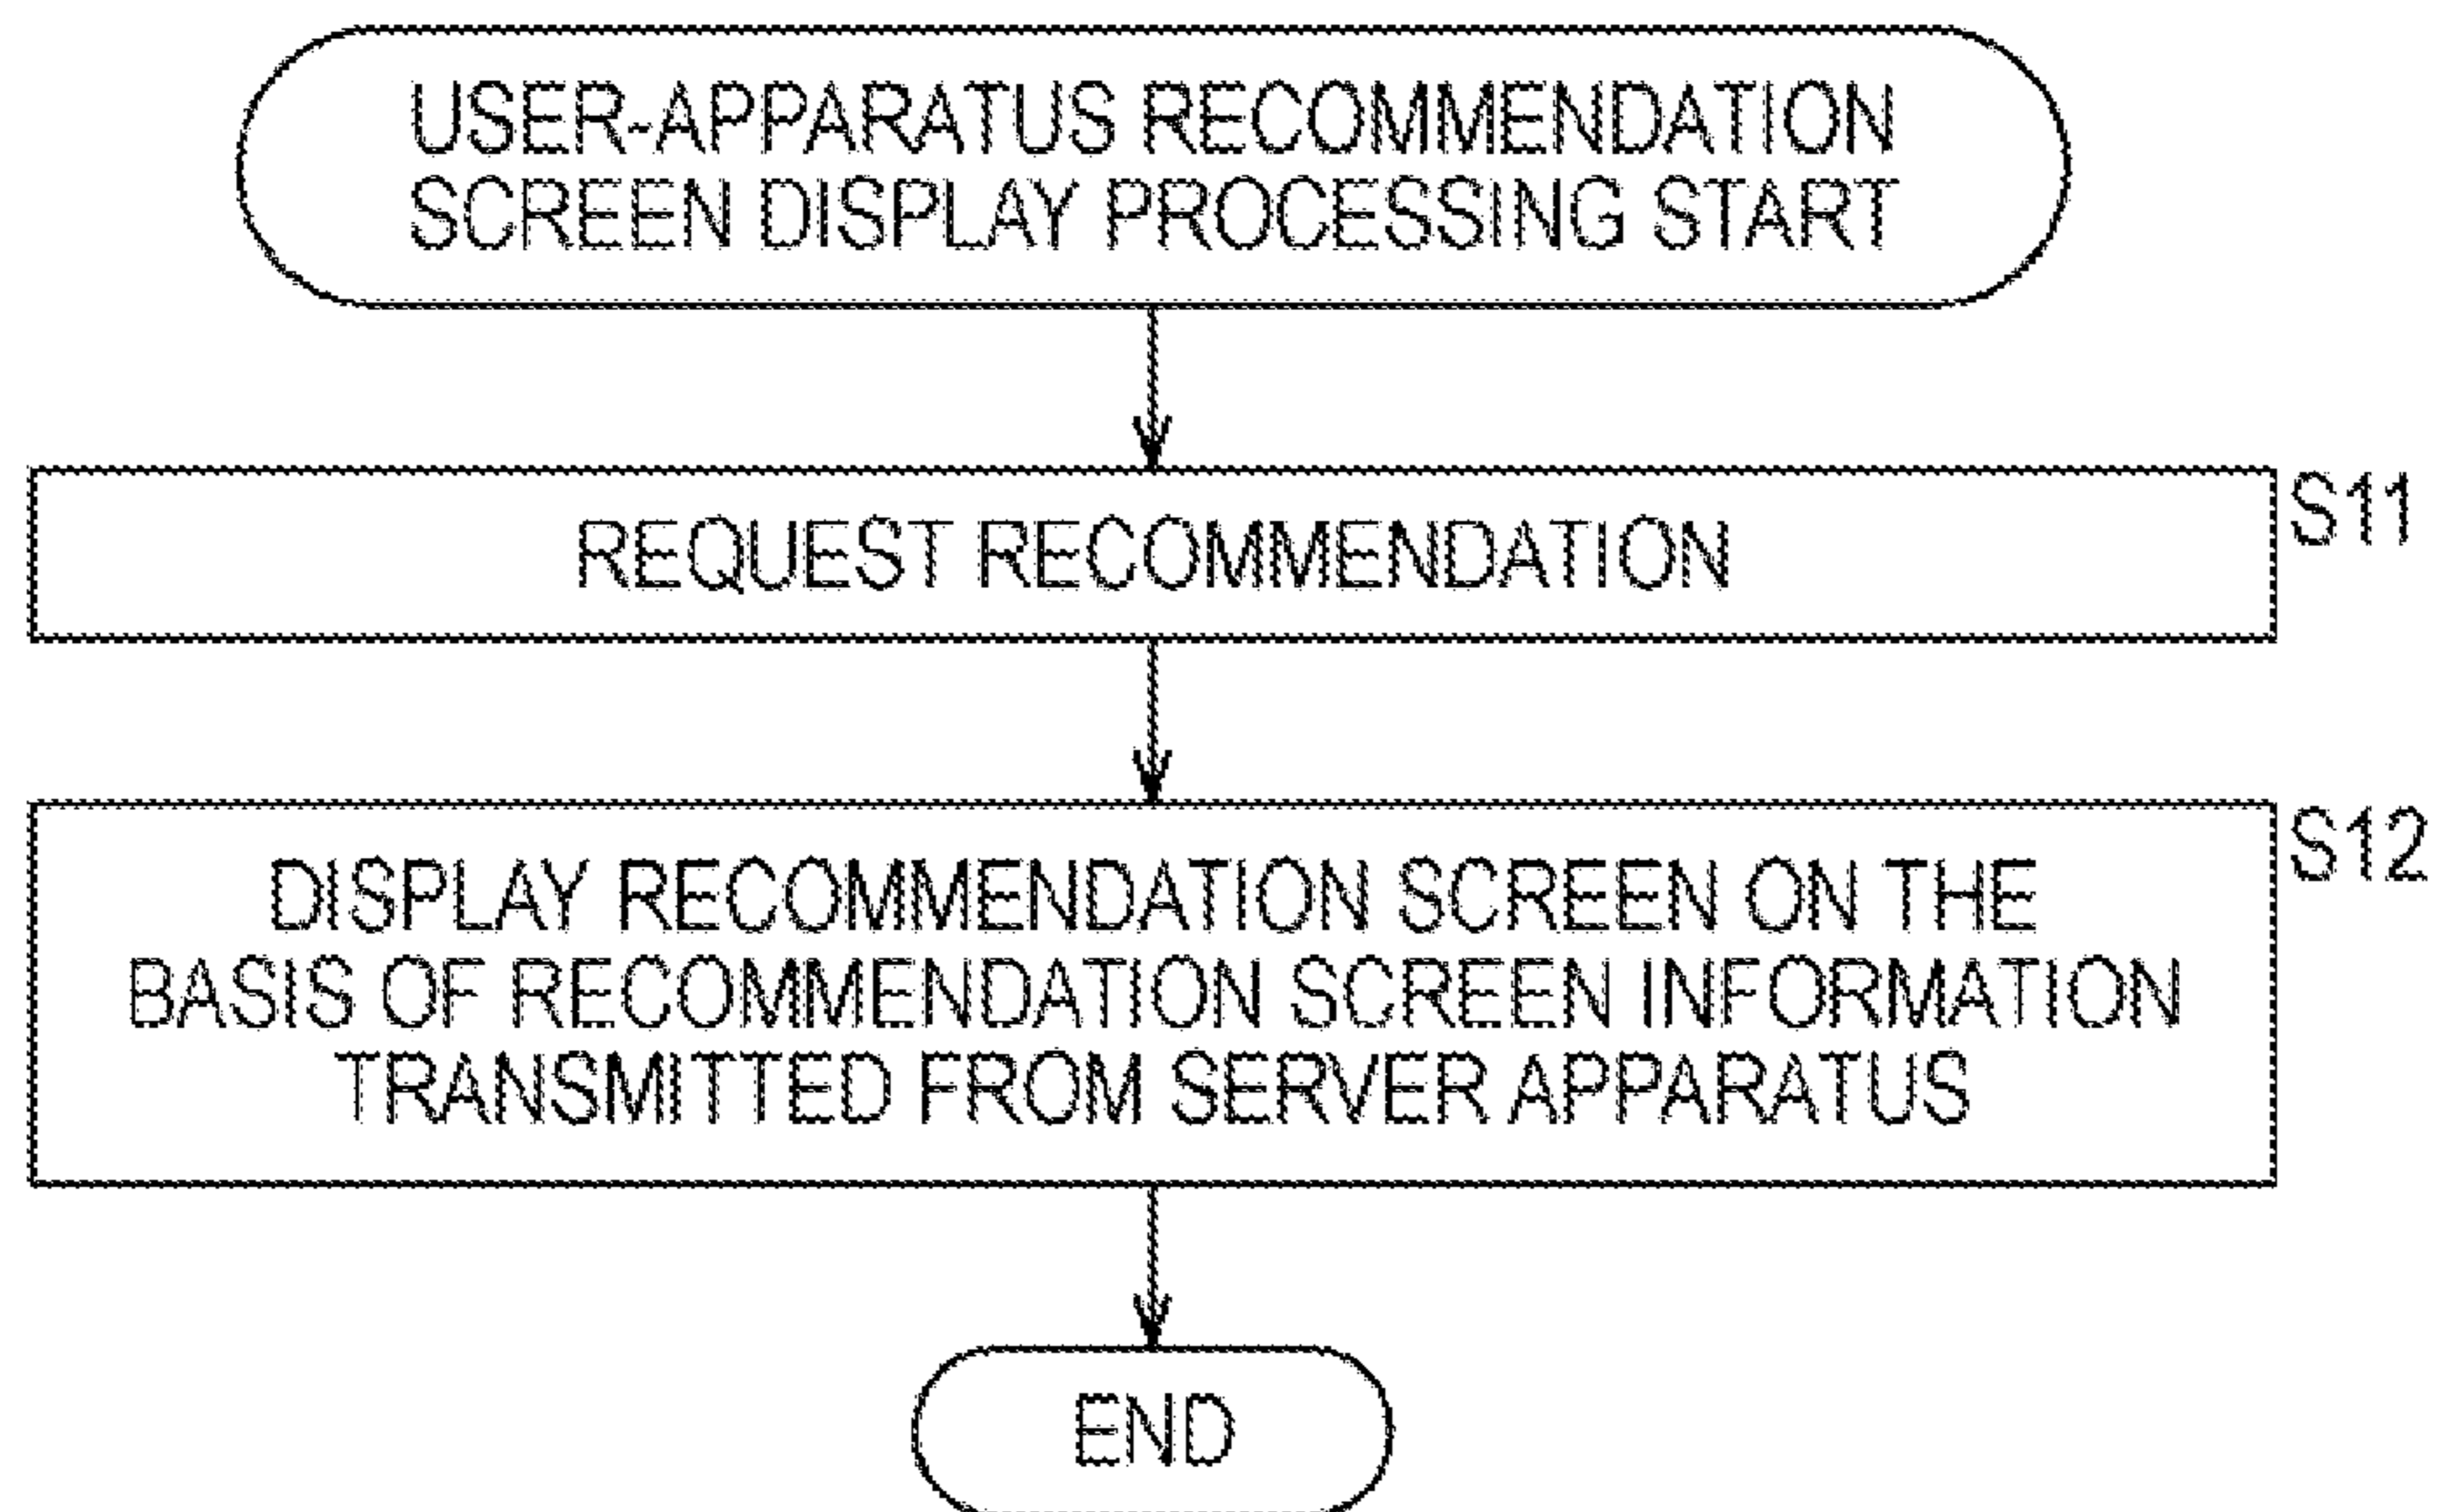 USER-APPARATUS RECOMMENDATION
SCREEN DISPLAY PROCESSING START
S11
REQUEST RECOMMENDATION
S12
DISPLAY RECOMMENDATION SCREEN ON THE
BASIS OF RECOMMENDATION SCREEN INFORMATION
TRANSMITTED FROM SERVER APPARATUS
END